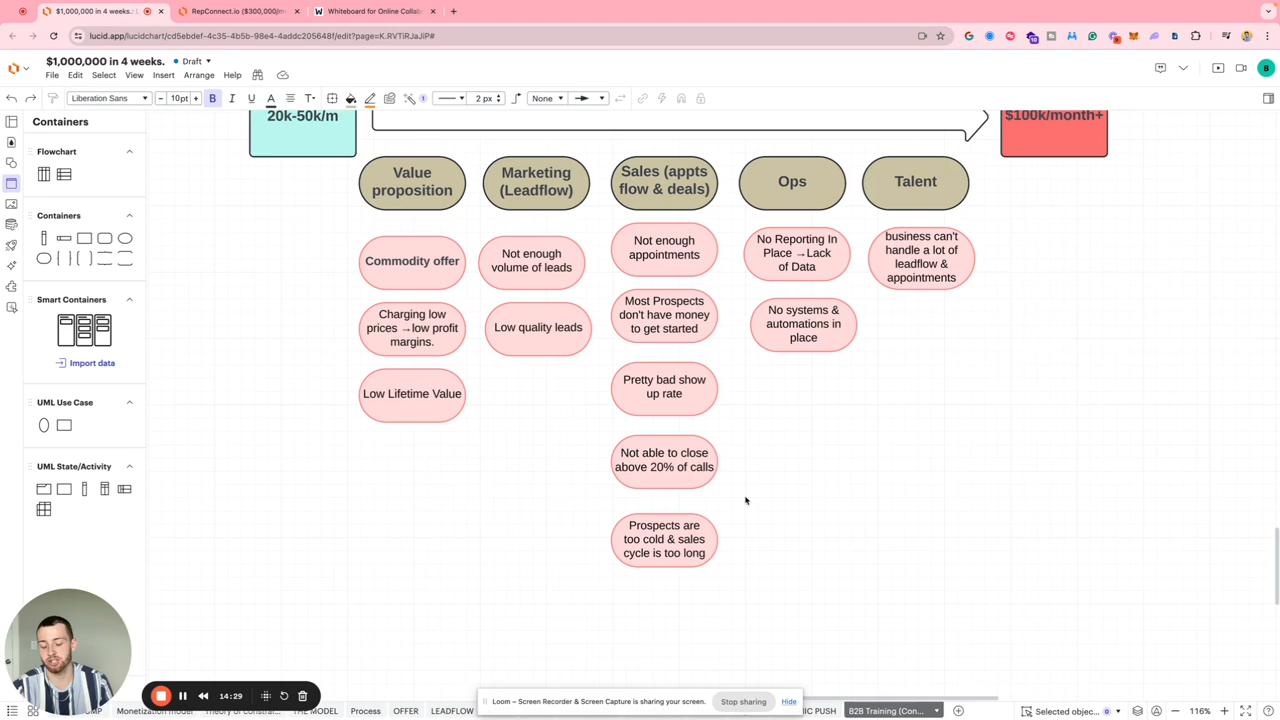 $1,000,000 in 4 weeks.: L
RepConnect.io ($300,000/m
Whiteboard for Online Collab
lucid.app/lucidchart/cd5ebdef-4c35-4b5b-98e4-4addc205648f/edit?page=K.RVTiRJaJiP#
$1,000,000 in 4 weeks.
Draft
File Edit Select View Insert Arrange Help
B
Liberation Sans
10pt
B
I
U
A
T
1
2 px
None
Containers
Flowchart
Containers
Smart Containers
Import data
UML Use Case
UML State/Activity
20k-50k/m
$100k/month+
Value
proposition
Marketing
(Leadflow)
Sales (appts
flow & deals)
Ops
Talent
Commodity offer
Charging low
prices →low profit
margins.
Low Lifetime Value
Not enough
volume of leads
Low quality leads
Not enough
appointments
Most Prospects
don't have money
to get started
Pretty bad show
up rate
Not able to close
above 20% of calls
Prospects are
too cold & sales
cycle is too long
No Reporting In
Place →Lack
of Data
No systems &
automations in
place
business can't
handle a lot of
leadflow &
appointments
14:29
Loom – Screen Recorder & Screen Capture is sharing your screen.
Stop sharing
Hide
Monetization model
THE MODEL
Process
OFFER
LEADFLOW
PUSH
B2B Training (Con...
Selected objec...
0
116%